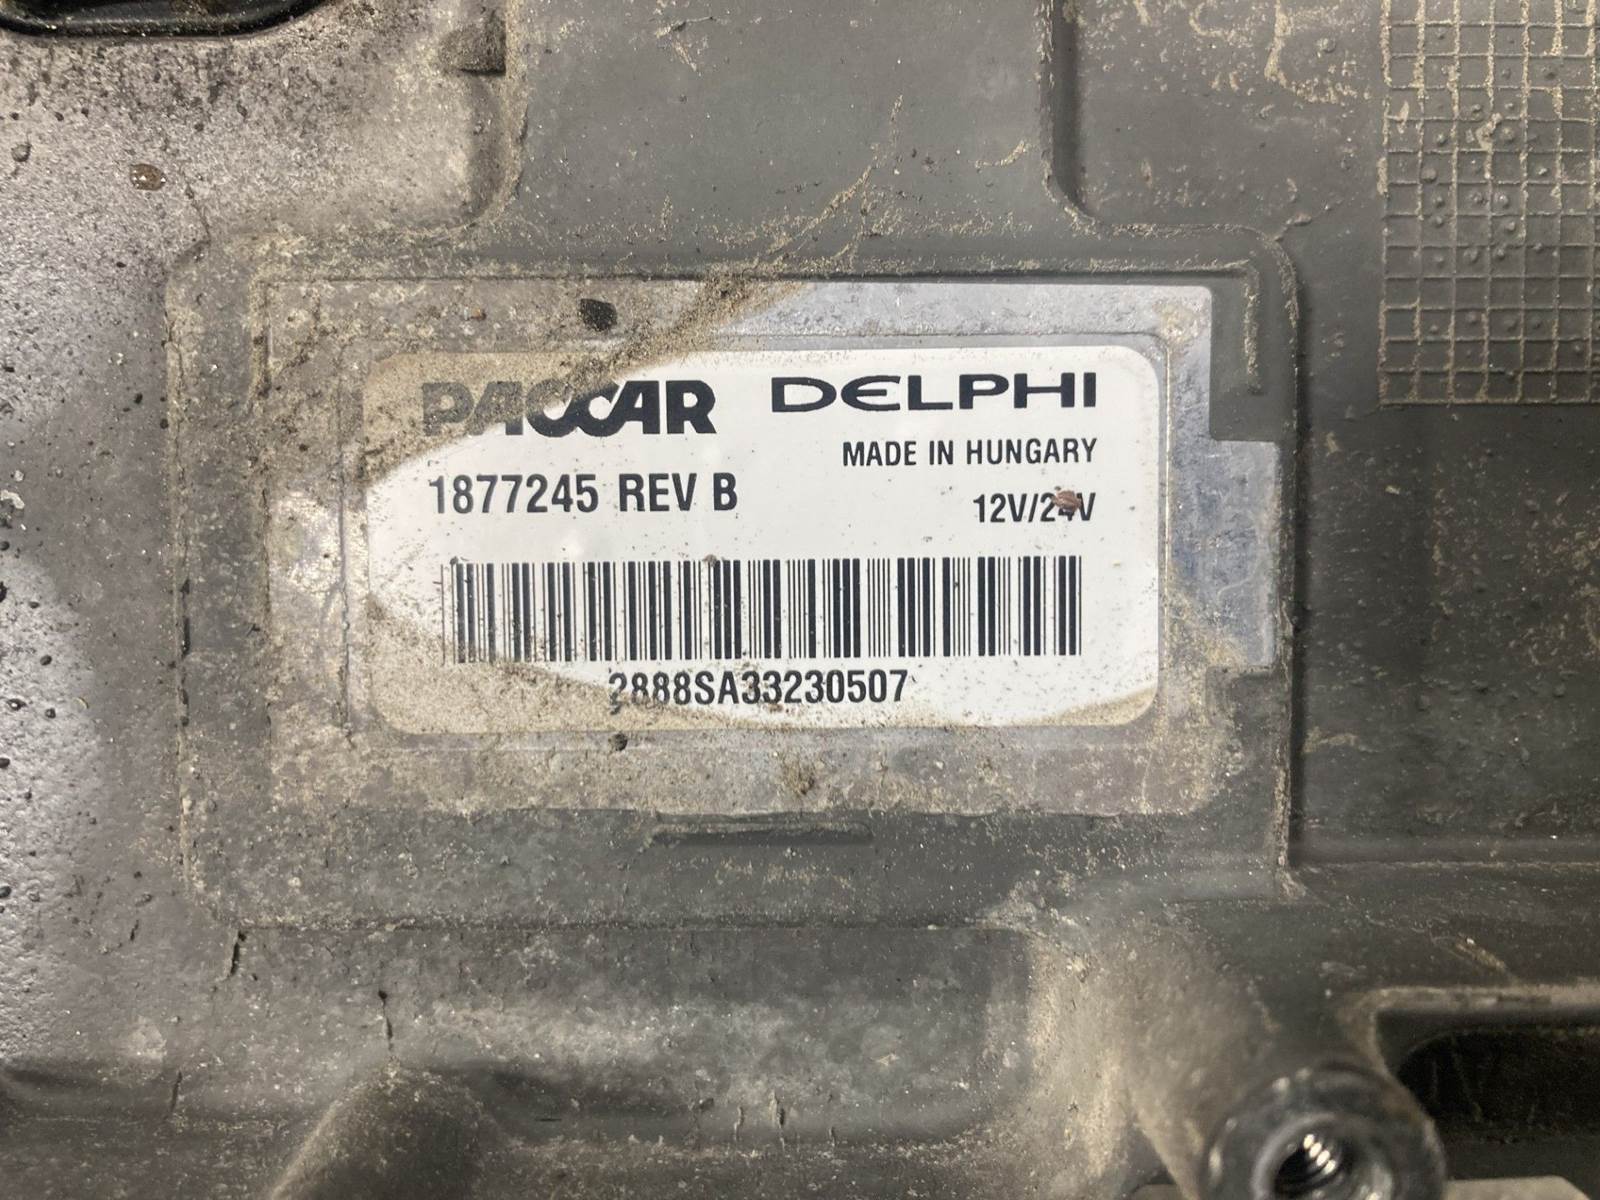 PACCAR DELPHI
MADE IN HUNGARY
1877245 REV B
12V/24V
2888SA33230507